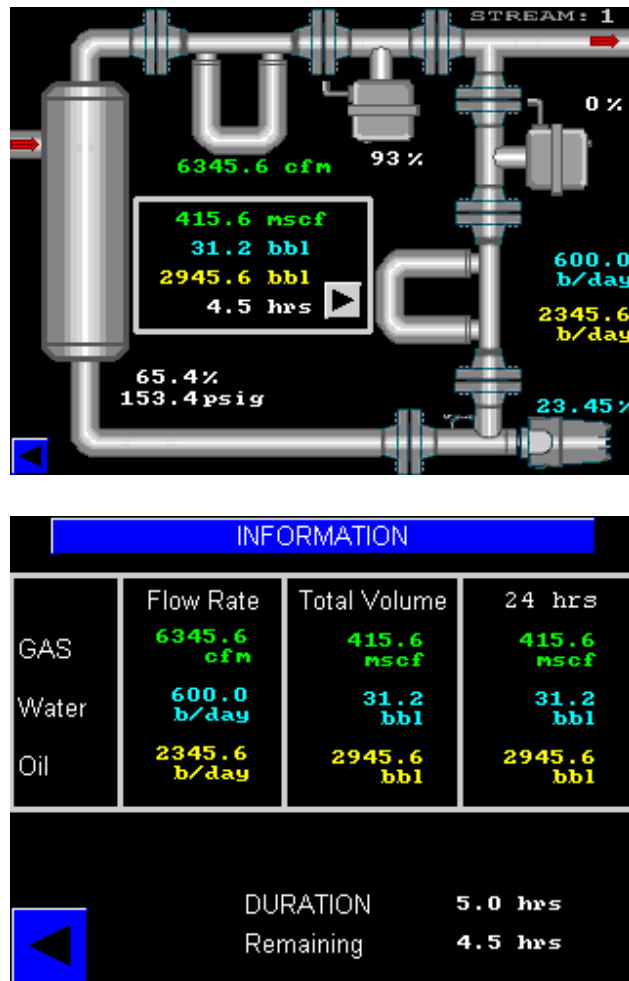 STREAM: 1
0 %
6345.6 cfm
93 %
415.6 mscf
31.2 bbl
2945.6 bbl
4.5 hrs
600.0
b/day
2345.6
b/day
65.4%
153.4psig
23.45%
INFORMATION
Flow Rate Total Volume 24 hrs
GAS 6345.6 cfm 415.6 mscf 415.6 mscf
Water 600.0 b/day 31.2 bbl 31.2 bbl
Oil 2345.6 b/day 2945.6 bbl 2945.6 bbl
DURATION 5.0 hrs
Remaining 4.5 hrs